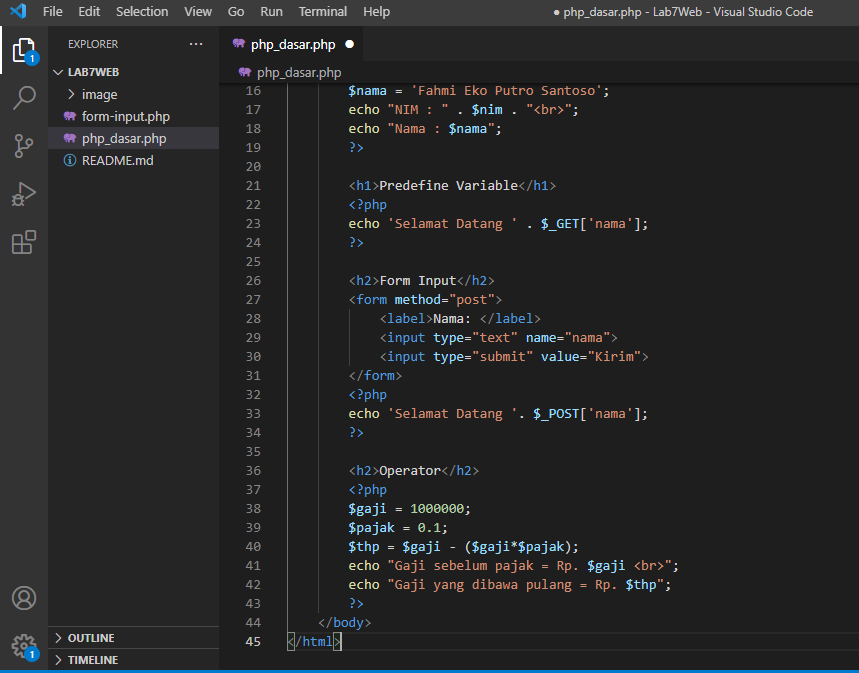 File Edit Selection View Go Run Terminal Help
● php_dasar.php - Lab7Web - Visual Studio Code
EXPLORER ···
LAB7WEB
image
form-input.php
php_dasar.php
README.md
OUTLINE
TIMELINE
1
1
php_dasar.php ●
php_dasar.php
16 $nama = 'Fahmi Eko Putro Santoso';
17 echo "NIM : " . $nim . "<br>";
18 echo "Nama : $nama";
19 ?>
20
21 <h1>Predefine Variable</h1>
22 <?php
23 echo 'Selamat Datang ' . $_GET['nama'];
24 ?>
25
26 <h2>Form Input</h2>
27 <form method="post">
28 <label>Nama: </label>
29 <input type="text" name="nama">
30 <input type="submit" value="Kirim">
31 </form>
32 <?php
33 echo 'Selamat Datang '. $_POST['nama'];
34 ?>
35
36 <h2>Operator</h2>
37 <?php
38 $gaji = 1000000;
39 $pajak = 0.1;
40 $thp = $gaji - ($gaji*$pajak);
41 echo "Gaji sebelum pajak = Rp. $gaji <br>";
42 echo "Gaji yang dibawa pulang = Rp. $thp";
43 ?>
44 </body>
45 </html>